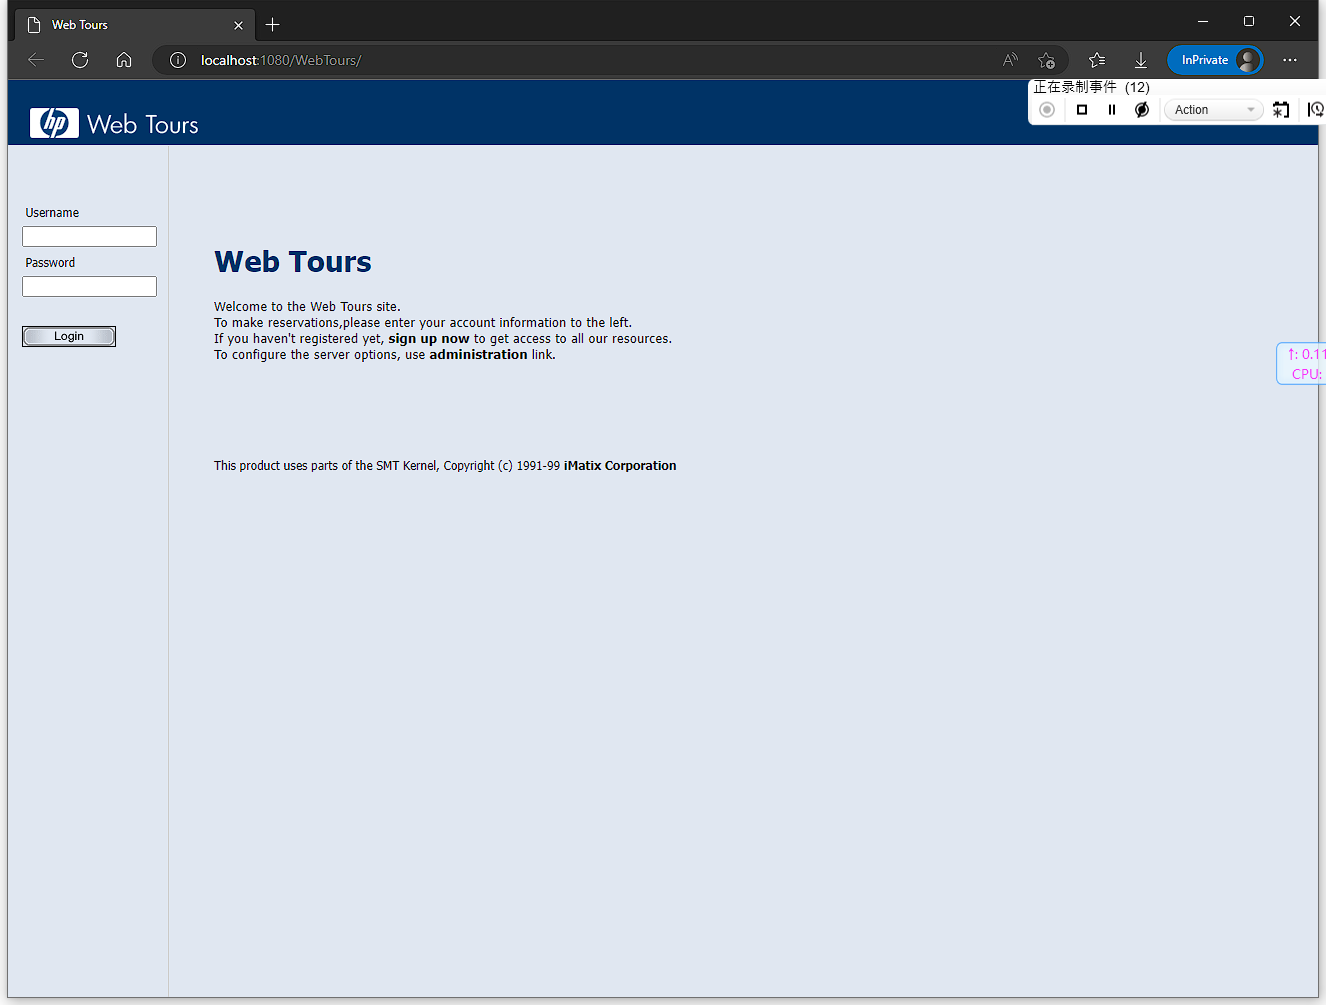 Web Tours
localhost:1080/WebTours/
InPrivate
正在录制事件 (12)
Action
hp Web Tours
Username
Password
Login
Web Tours
Welcome to the Web Tours site.
To make reservations,please enter your account information to the left.
If you haven't registered yet, sign up now to get access to all our resources.
To configure the server options, use administration link.
↑: 0.11
CPU:
This product uses parts of the SMT Kernel, Copyright (c) 1991-99 iMatix Corporation